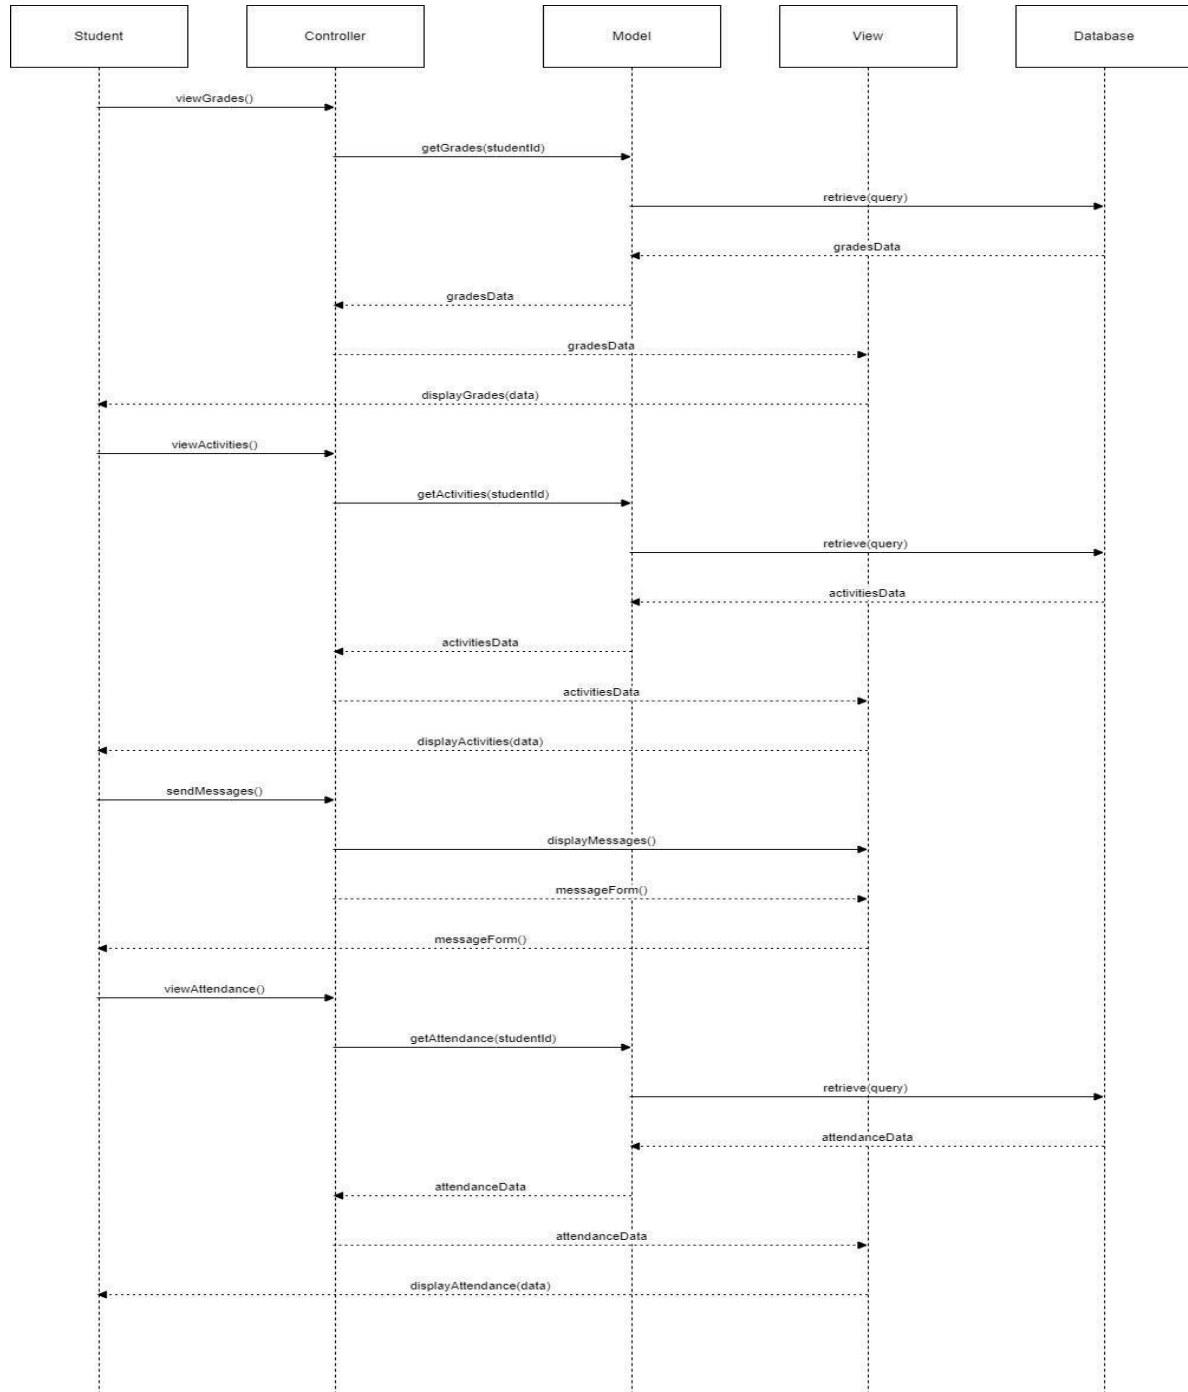 Student Controller Model View Database
viewGrades()
getGrades(studentId)
retrieve(query)
gradesData
gradesData
gradesData
displayGrades(data)
viewActivities()
getActivities(studentId)
retrieve(query)
activitiesData
activitiesData
activitiesData
displayActivities(data)
sendMessages()
displayMessages()
messageForm()
messageForm()
viewAttendance()
getAttendance(studentId)
retrieve(query)
attendanceData
attendanceData
attendanceData
displayAttendance(data)